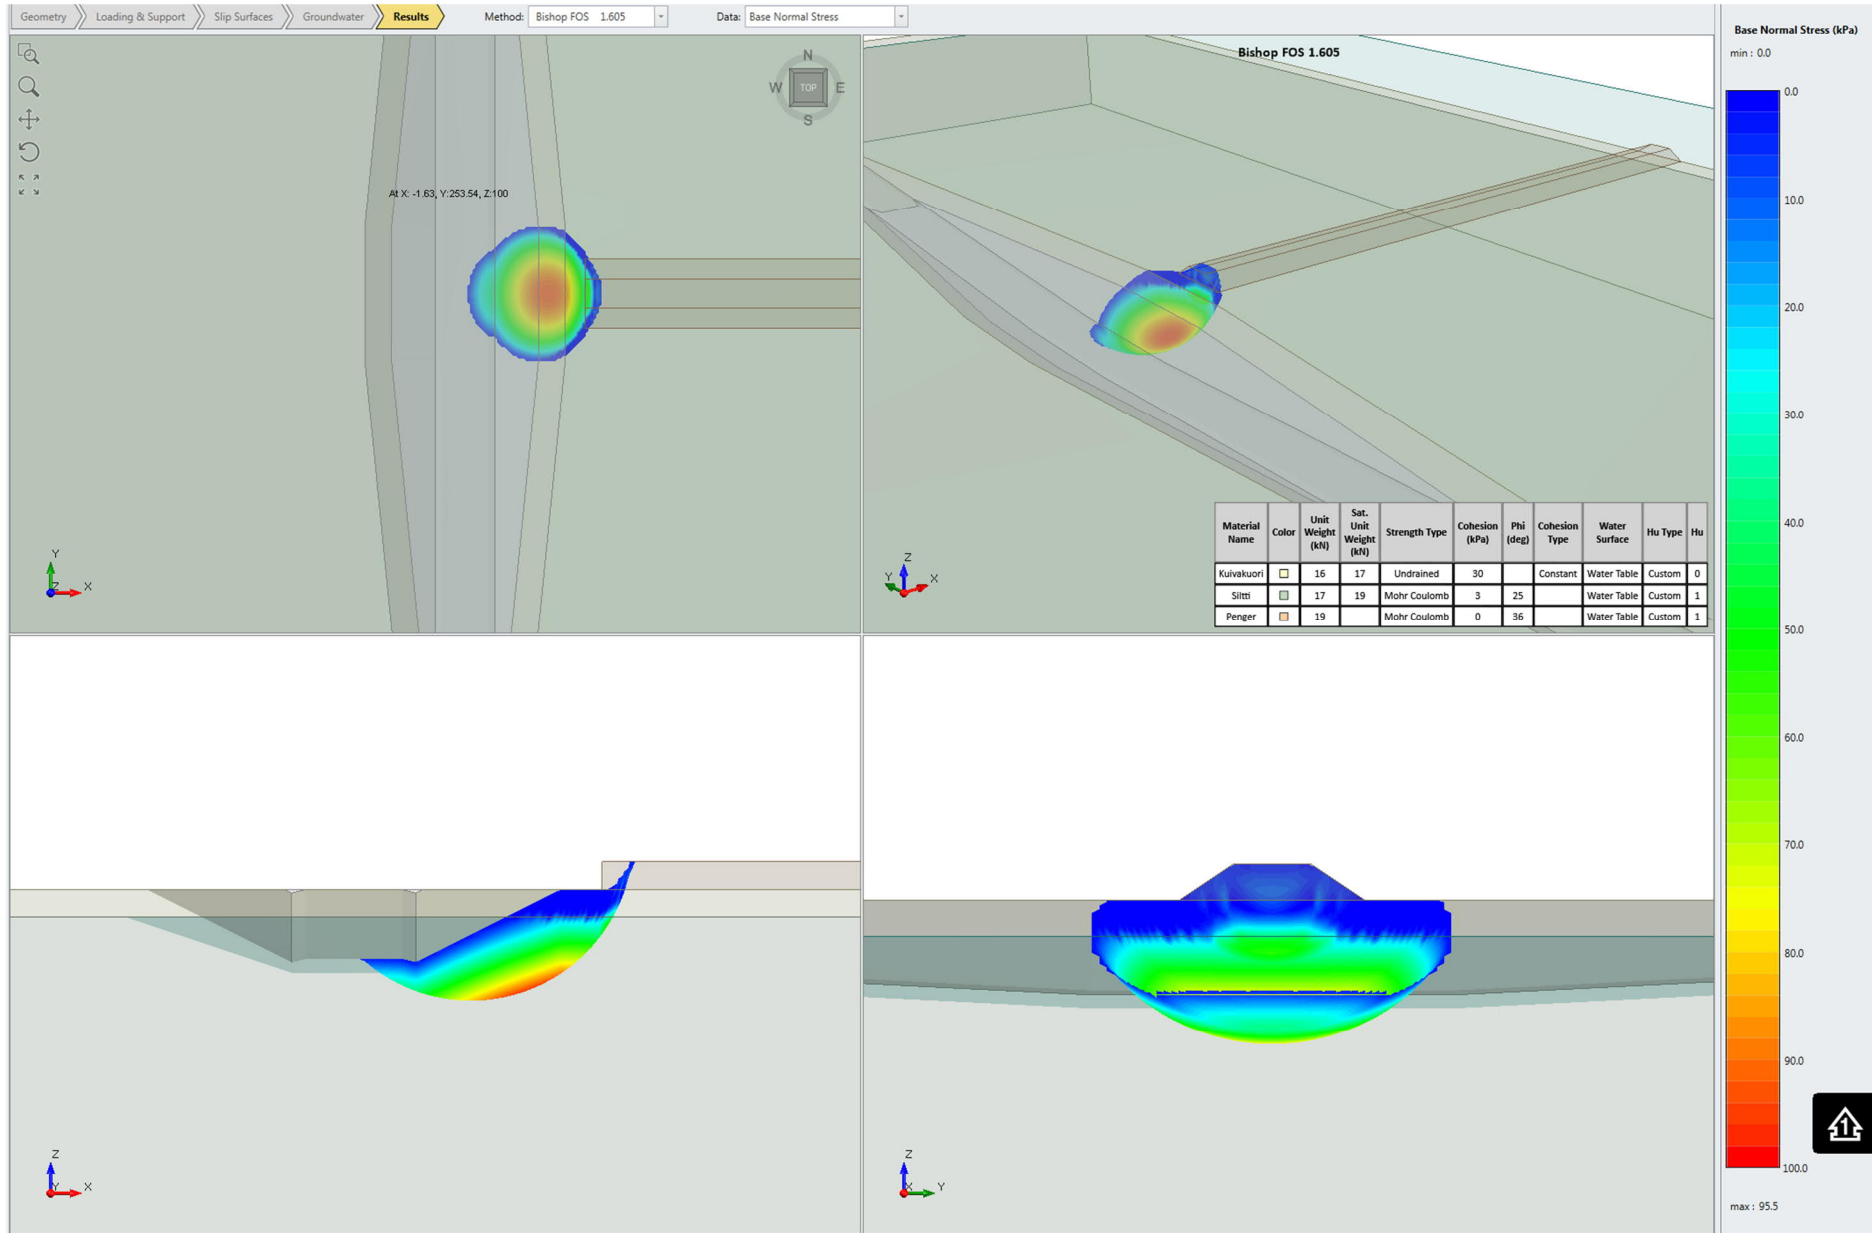 Geometry Loading & Support Slip Surfaces Groundwater Results Method: Bishop FOS 1.605 Data: Base Normal Stress
N
W TOP E
S
At X: -1.63, Y:253.54, Z:100
Y
Z X
Bishop FOS 1.605
Material Name Color Unit Weight (kN) Sat. Unit Weight (kN) Strength Type Cohesion (kPa) Phi (deg) Cohesion Type Water Surface Hu Type Hu
Kuivakuori 16 17 Undrained 30 Constant Water Table Custom 0
Siltti 17 19 Mohr Coulomb 3 25 Water Table Custom 1
Penger 19 Mohr Coulomb 0 36 Water Table Custom 1
Z
Y X
Z
Y X
Z
X Y
Base Normal Stress (kPa)
min : 0.0
0.0
10.0
20.0
30.0
40.0
50.0
60.0
70.0
80.0
90.0
100.0
max : 95.5
1